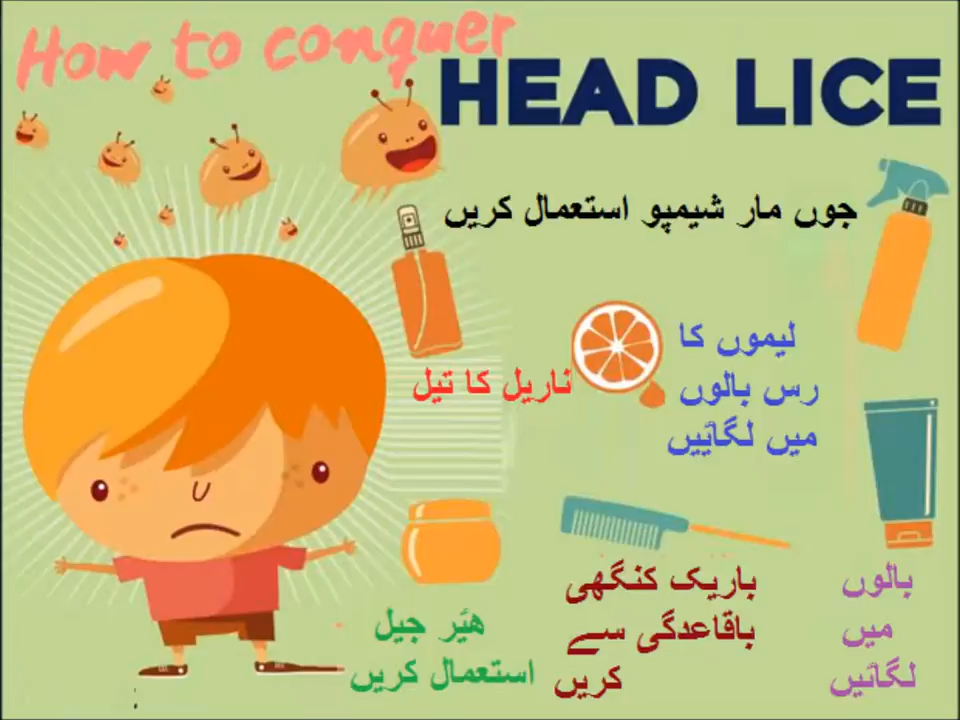 How to conquer
HEAD LICE
جوں مار شیمپو استعمال کریں
لیموں کا
رس بالوں
میں لگائیں
ناریل کا تیل
باریک کنگھی
باقاعدگی سے
کریں
بالوں
میں
لگائیں
ہیٔر جیل
استعمال کریں